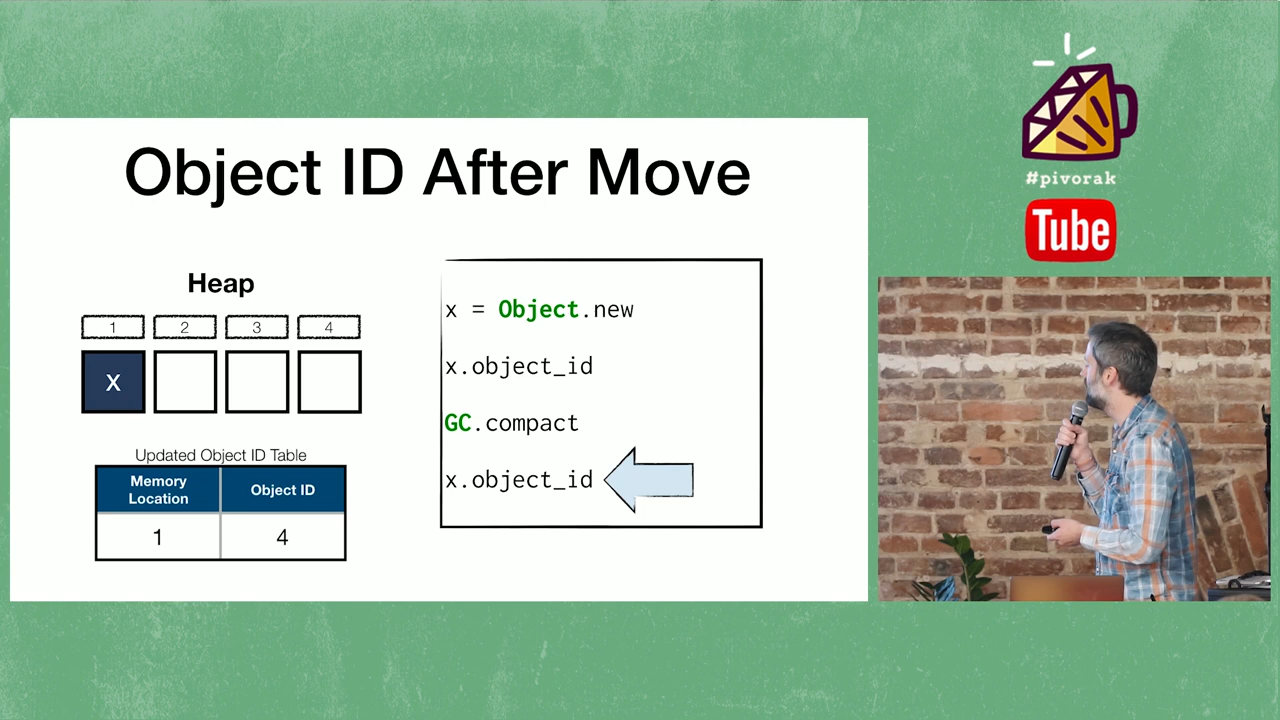 Object ID After Move
Heap
1 2 3 4
X
Updated Object ID Table
Memory Location Object ID
1 4
x = Object.new
x.object_id
GC.compact
x.object_id
#pivorak
Tube